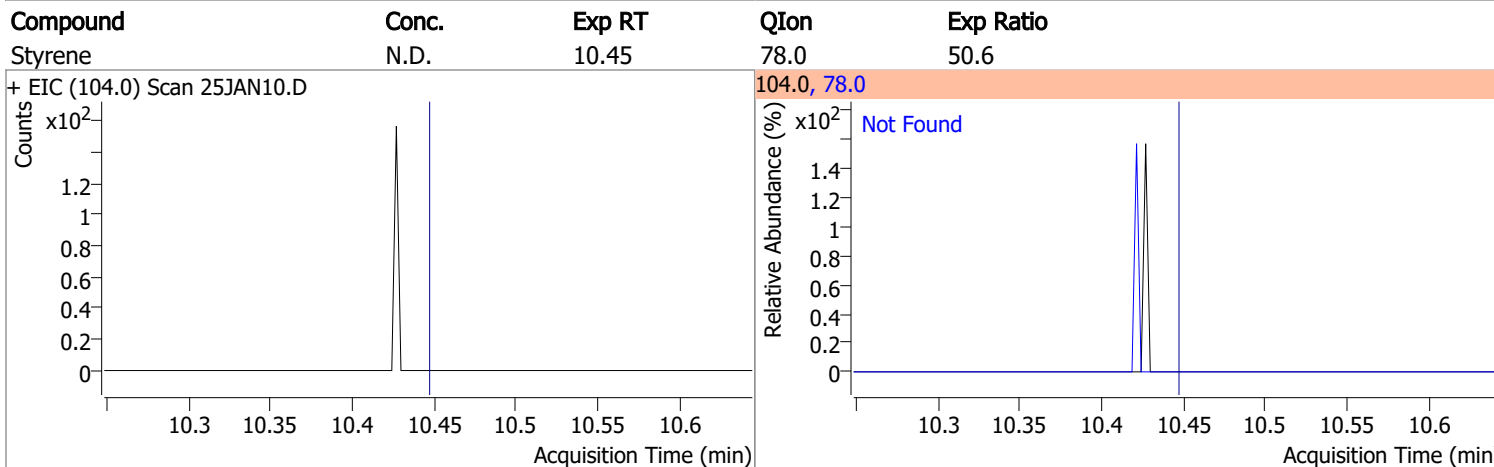 Compound Conc. Exp RT QIon Exp Ratio
Styrene N.D. 10.45 78.0 50.6
+ EIC (104.0) Scan 25JAN10.D
Counts
x10²
1.2
1
0.8
0.6
0.4
0.2
0
10.3 10.35 10.4 10.45 10.5 10.55 10.6
Acquisition Time (min)
104.0, 78.0
Relative Abundance (%)
x10²
Not Found
1.4
1.2
1
0.8
0.6
0.4
0.2
0
10.3 10.35 10.4 10.45 10.5 10.55 10.6
Acquisition Time (min